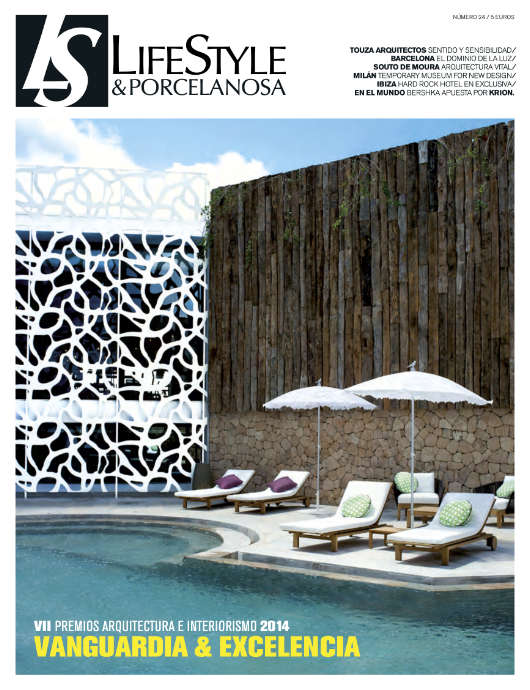 NÚMERO 24 / 5 EUROS
LS
LIFESTYLE
&PORCELANOSA
TOUZA ARQUITECTOS SENTIDO Y SENSIBILIDAD/
BARCELONA EL DOMINIO DE LA LUZ/
SOUTO DE MOURA ARQUITECTURA VITAL/
MILÁN TEMPORARY MUSEUM FOR NEW DESIGN/
IBIZA HARD ROCK HOTEL EN EXCLUSIVA/
EN EL MUNDO BERSHKA APUESTA POR KRION.
VII PREMIOS ARQUITECTURA E INTERIORISMO 2014
VANGUARDIA & EXCELENCIA